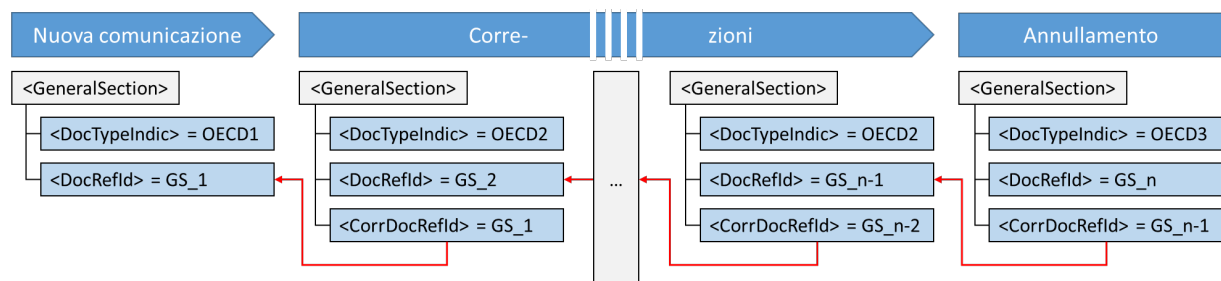 Nuova comunicazione
Corre-
zioni
Annullamento
<GeneralSection>
<DocTypeIndic> = OECD1
<DocRefId> = GS_1
<GeneralSection>
<DocTypeIndic> = OECD2
<DocRefId> = GS_2
<CorrDocRefId> = GS_1
...
<GeneralSection>
<DocTypeIndic> = OECD2
<DocRefId> = GS_n-1
<CorrDocRefId> = GS_n-2
<GeneralSection>
<DocTypeIndic> = OECD3
<DocRefId> = GS_n
<CorrDocRefId> = GS_n-1